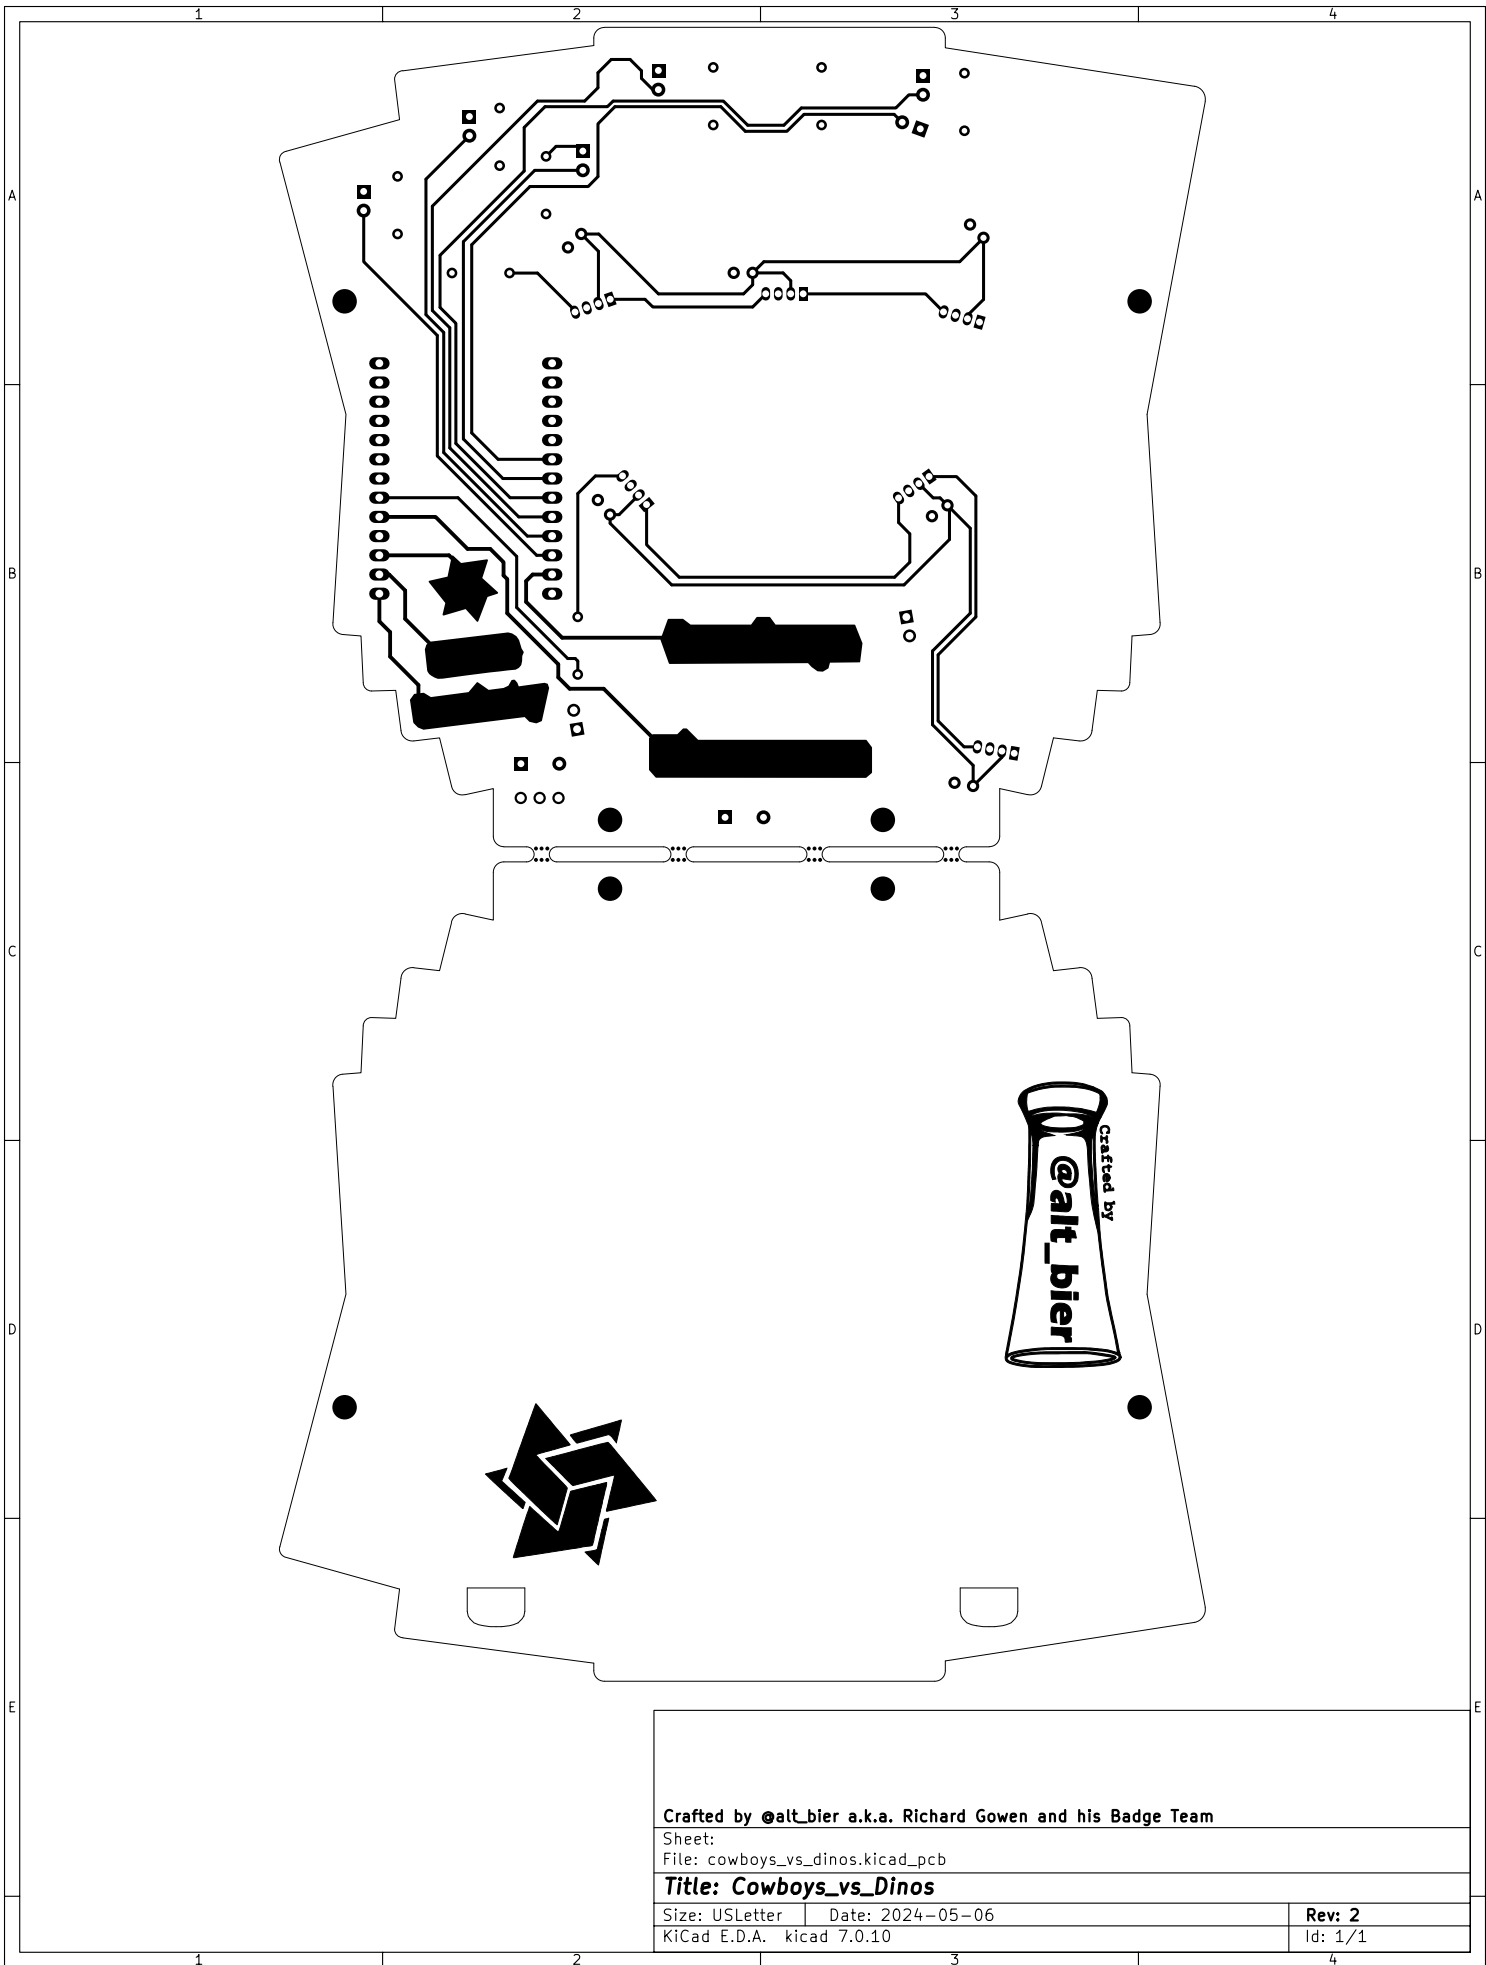 1 2 3 4
A A
B B
C C
Crafted by
@alt_bier
D D
E E
Crafted by @alt_bier a.k.a. Richard Gowen and his Badge Team
Sheet:
File: cowboys_vs_dinos.kicad_pcb
Title: Cowboys_vs_Dinos
Size: USLetter Date: 2024-05-06 Rev: 2
KiCad E.D.A. kicad 7.0.10 Id: 1/1
1 2 3 4